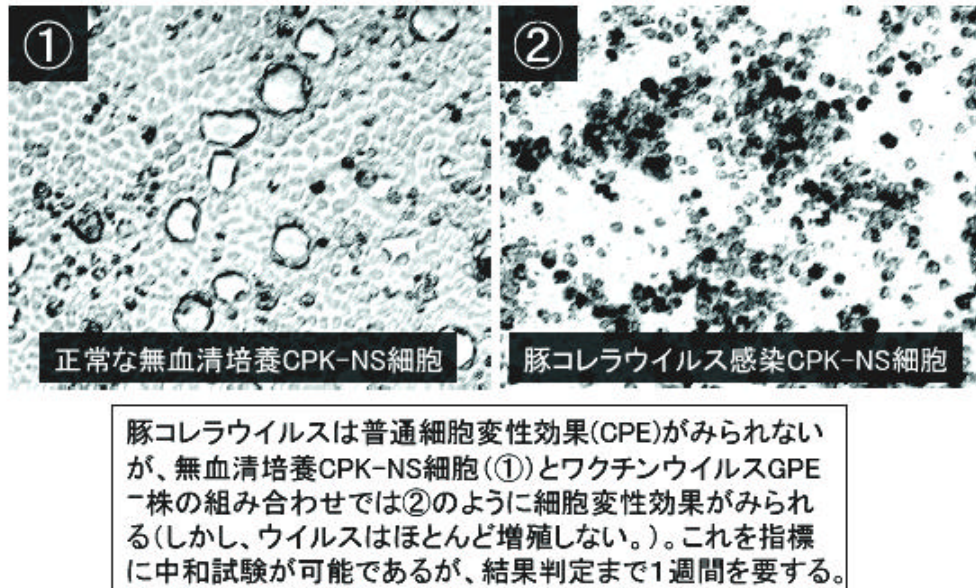 ①
②
正常な無血清培養CPK-NS細胞
豚コレラウイルス感染CPK-NS細胞
豚コレラウイルスは普通細胞変性効果(CPE)がみられない
が、無血清培養CPK-NS細胞(①)とワクチンウイルスGPE
⁻株の組み合わせでは②のように細胞変性効果がみられ
る(しかし、ウイルスはほとんど増殖しない。)。これを指標
に中和試験が可能であるが、結果判定まで1週間を要する。